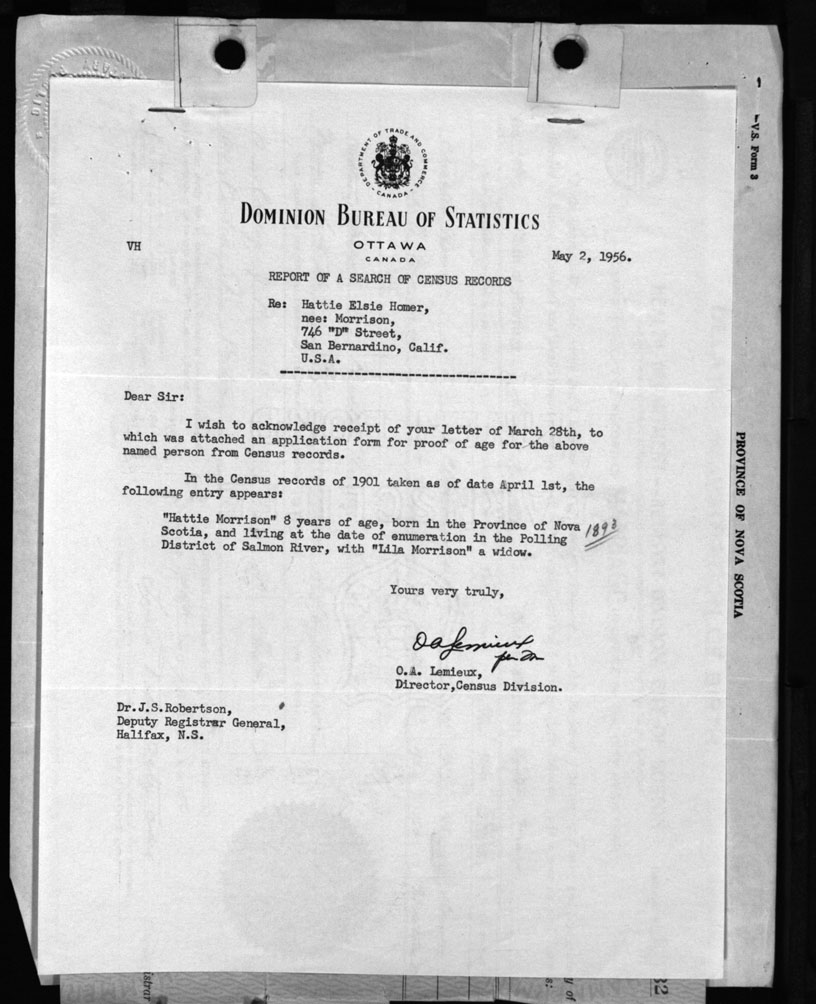 DEPARTMENT OF TRADE AND COMMERCE
CANADA
DOMINION BUREAU OF STATISTICS
OTTAWA
CANADA
VH
May 2, 1956.
REPORT OF A SEARCH OF CENSUS RECORDS
Re: Hattie Elsie Homer,
nee: Morrison,
746 "D" Street,
San Bernardino, Calif.
U.S.A.
Dear Sir:
I wish to acknowledge receipt of your letter of March 28th, to
which was attached an application form for proof of age for the above
named person from Census records.
In the Census records of 1901 taken as of date April 1st, the
following entry appears:
"Hattie Morrison" 8 years of age, born in the Province of Nova
Scotia, and living at the date of enumeration in the Polling
District of Salmon River, with "Lila Morrison" a widow.
1893
Yours very truly,
O A Lemieux
O.A. Lemieux,
Director,Census Division.
Dr.J.S.Robertson,
Deputy Registrar General,
Halifax, N.S.
V.S. Form 3
PROVINCE OF NOVA SCOTIA